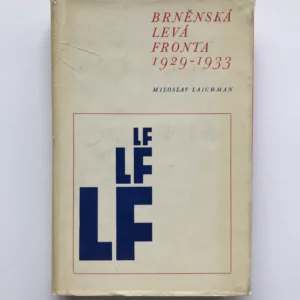 BRNĚNSKÁ
LEVÁ
FRONTA
1929-1933
MILOSLAV LAICHMAN
LF
LF
LF